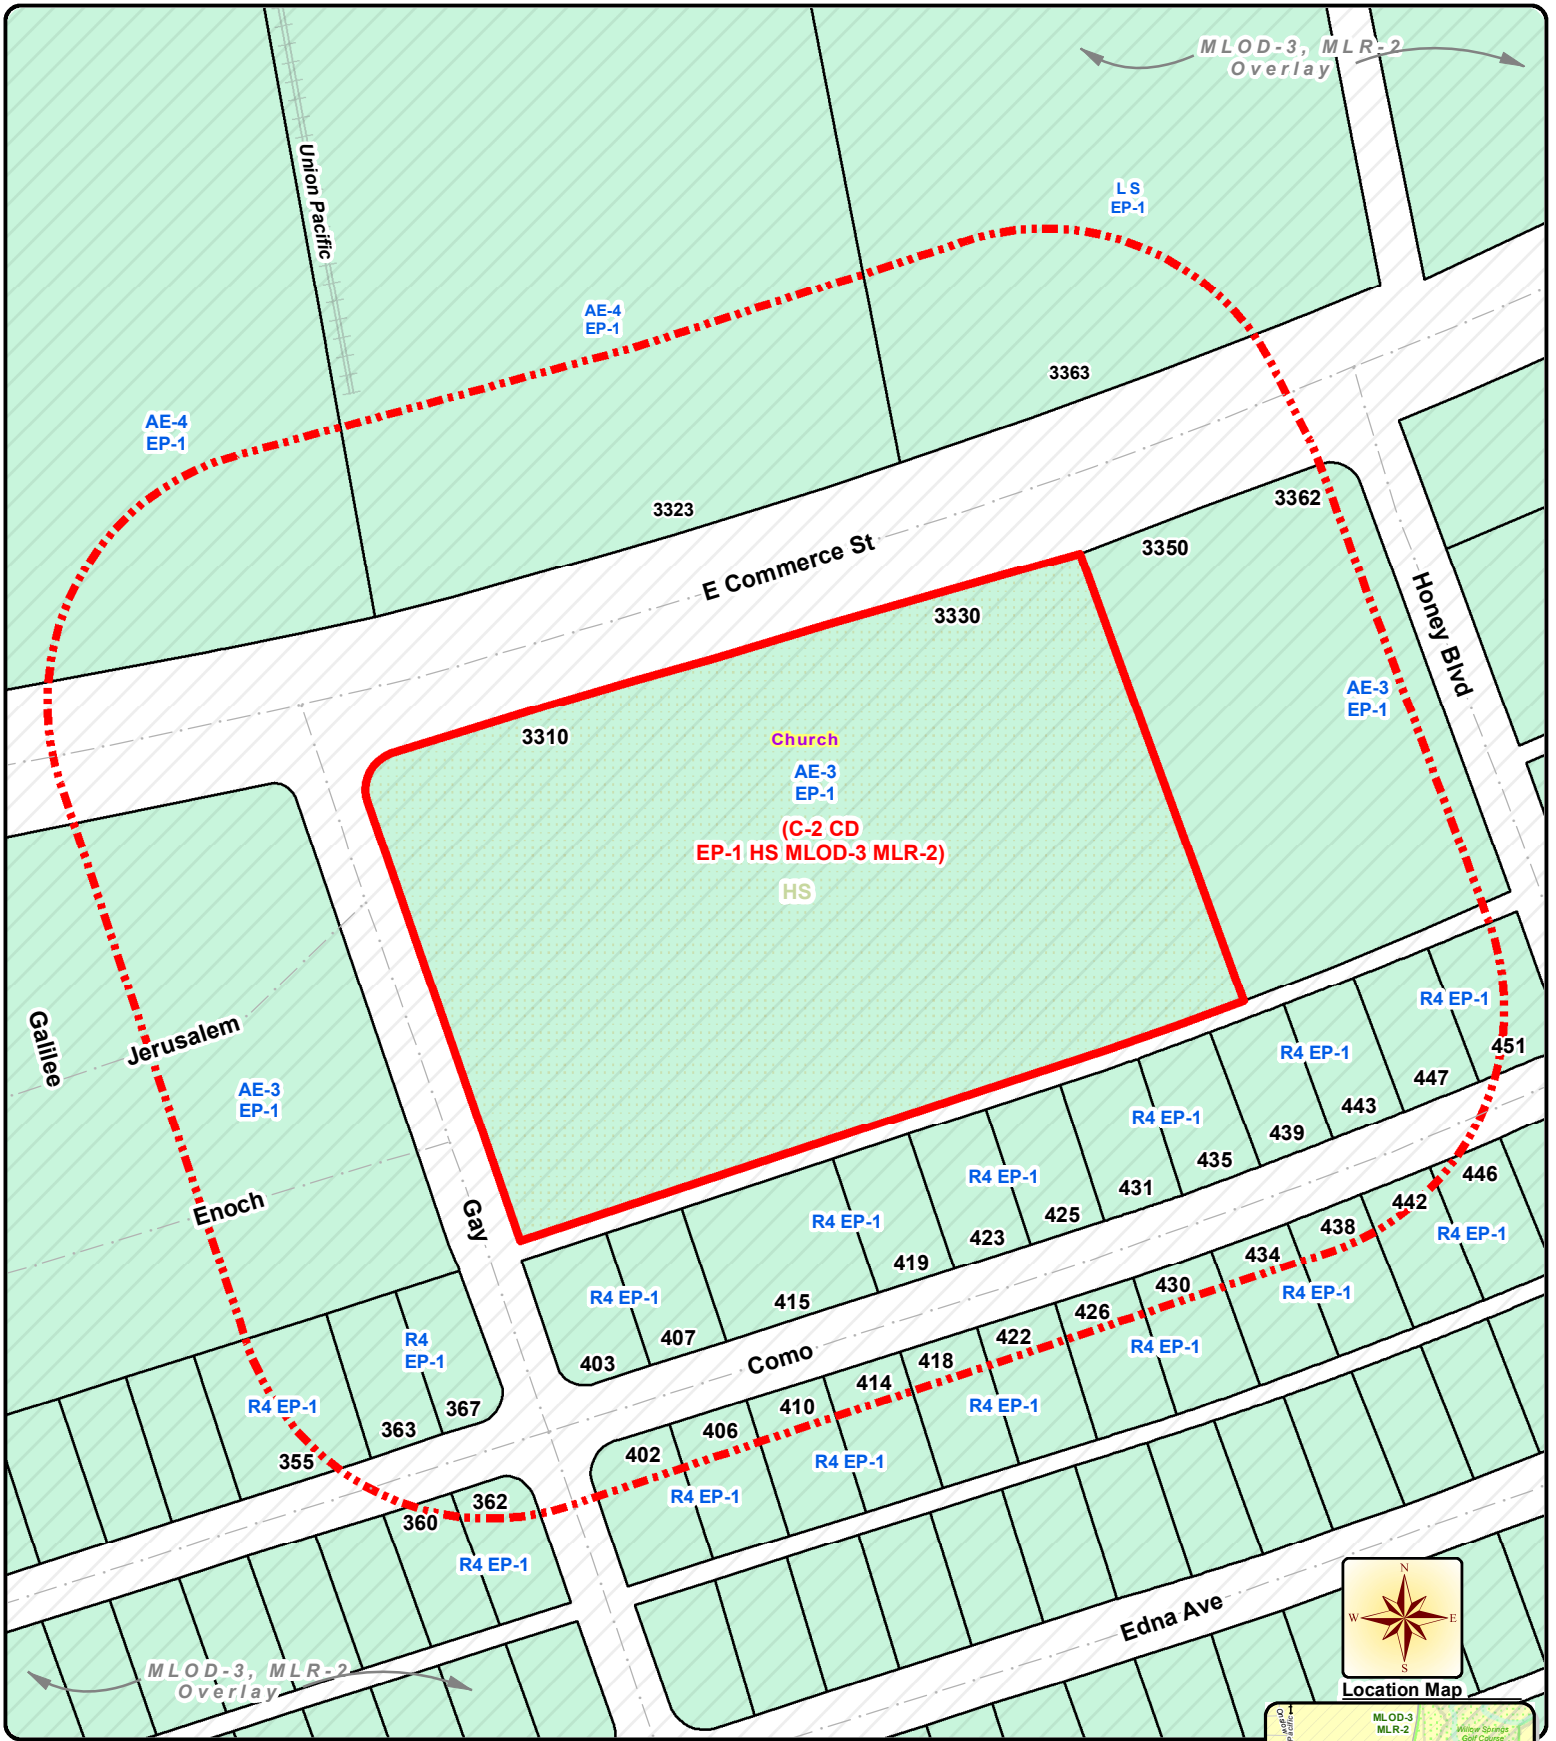 MLOD-3, MLR-2
Overlay
Union Pacific
L S
EP-1
AE-4
EP-1
3363
AE-4
EP-1
3323
3362
E Commerce St
3350
3330
Honey Blvd
AE-3
EP-1
3310
Church
AE-3
EP-1
(C-2 CD
EP-1 HS MLOD-3 MLR-2)
HS
R4 EP-1
Galilee
Jerusalem
451
R4 EP-1
447
AE-3
EP-1
443
R4 EP-1
439
435
R4 EP-1
431
446
Enoch
Gay
R4 EP-1
425
442
423
438
R4 EP-1
419
434
R4 EP-1
415
430
R4 EP-1
426
407
422
R4
EP-1
403
Como
418
R4 EP-1
414
R4 EP-1
367
410
R4 EP-1
363
406
355
402
R4 EP-1
362
R4 EP-1
360
R4 EP-1
Edna Ave
N
W
E
S
MLOD-3, MLR-2
Overlay
Location Map
Onslow
Pacific
MLOD-3
MLR-2
Willow Springs
Golf Course